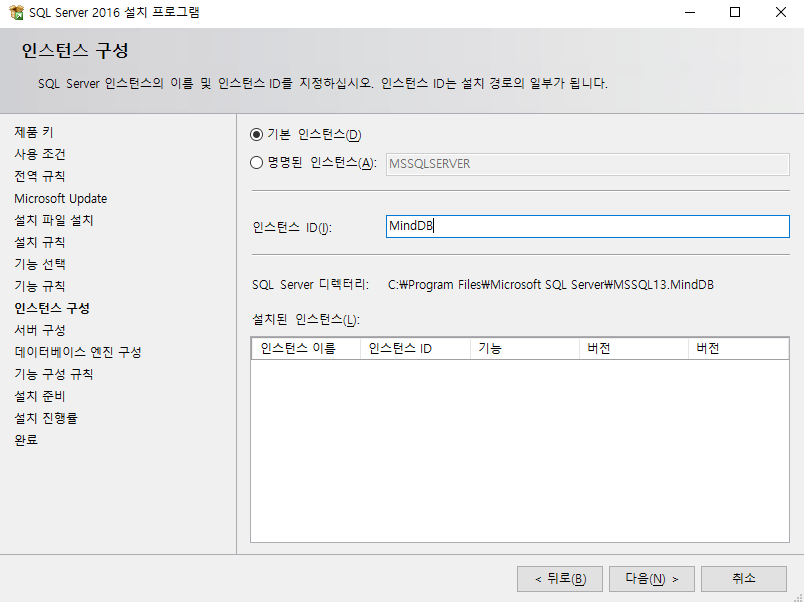 SQL Server 2016 설치 프로그램
인스턴스 구성
SQL Server 인스턴스의 이름 및 인스턴스 ID를 지정하십시오. 인스턴스 ID는 설치 경로의 일부가 됩니다.
제품 키
사용 조건
전역 규칙
Microsoft Update
설치 파일 설치
설치 규칙
기능 선택
기능 규칙
인스턴스 구성
서버 구성
데이터베이스 엔진 구성
기능 구성 규칙
설치 준비
설치 진행률
완료
기본 인스턴스(D)
명명된 인스턴스(A): MSSQLSERVER
인스턴스 ID(I): MindDB
SQL Server 디렉터리: C:₩Program Files₩Microsoft SQL Server₩MSSQL13.MindDB
설치된 인스턴스(L):
인스턴스 이름 인스턴스 ID 기능 버전 버전
< 뒤로(B) 다음(N) > 취소